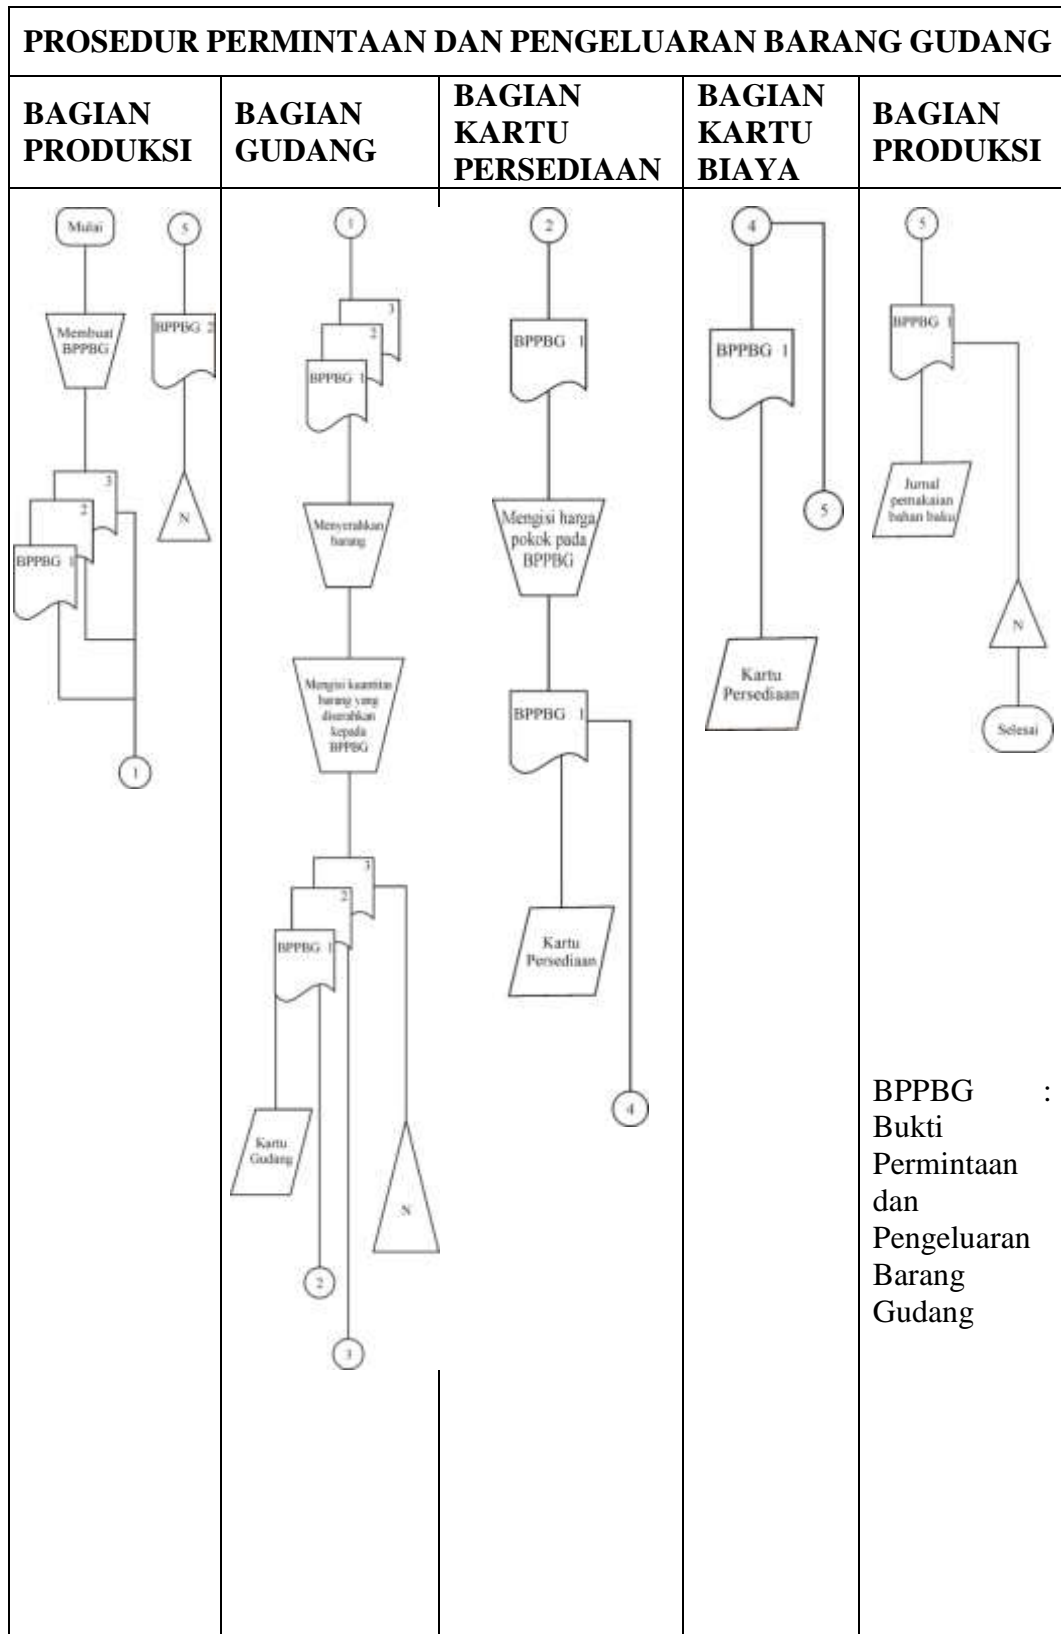 PROSEDUR PERMINTAAN DAN PENGELUARAN BARANG GUDANG
BAGIAN
PRODUKSI
BAGIAN
GUDANG
BAGIAN
KARTU
PERSEDIAAN
BAGIAN
KARTU
BIAYA
BAGIAN
PRODUKSI
Mulai
Membuat
BPPBG
3
2
BPPBG 1
1
5
BPPBG 2
N
1
3
2
BPPBG 1
Menyerahkan
barang
Mengisi kuantitas
barang yang
diserahkan
kepada
BPPBG
3
2
BPPBG 1
Kartu
Gudang
N
2
3
2
BPPBG 1
Mengisi harga
pokok pada
BPPBG
BPPBG 1
Kartu
Persediaan
4
4
BPPBG 1
5
Kartu
Persediaan
5
BPPBG 1
Jurnal
pemakaian
bahan baku
N
Selesai
BPPBG :
Bukti
Permintaan
dan
Pengeluaran
Barang
Gudang